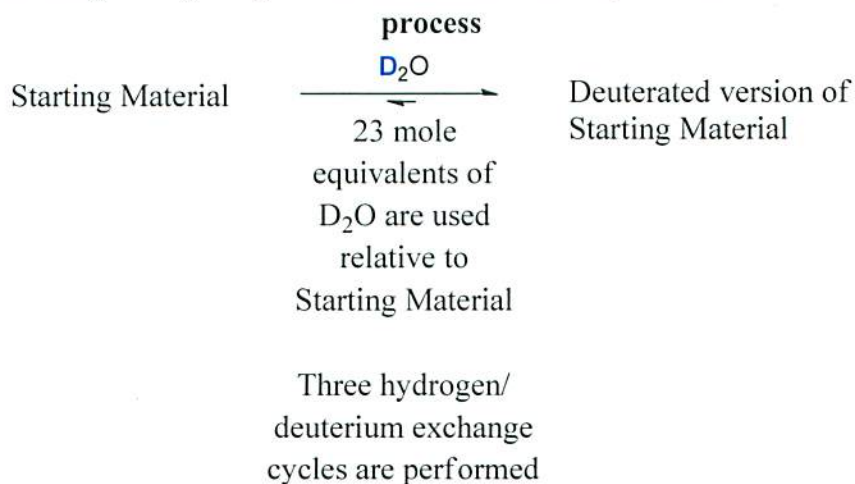 process
D₂O
Starting Material
Deuterated version of
Starting Material
23 mole
equivalents of
D₂O are used
relative to
Starting Material
Three hydrogen/
deuterium exchange
cycles are performed